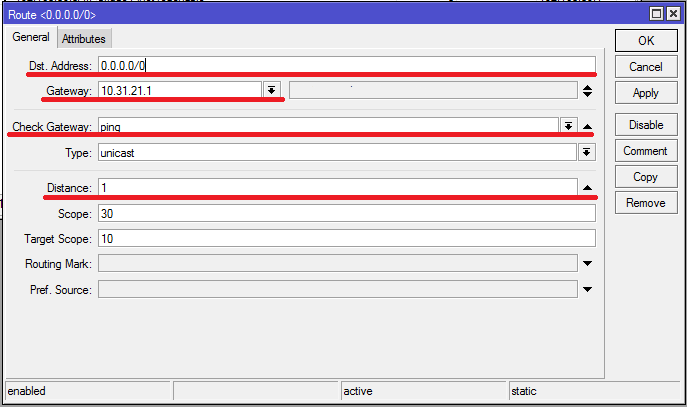 Route <0.0.0.0/0>
General Attributes
Dst. Address: 0.0.0.0/0 OK
Cancel
Gateway: 10.31.21.1 Apply
Check Gateway: ping Disable
Type: unicast Comment
Copy
Distance: 1 Remove
Scope: 30
Target Scope: 10
Routing Mark:
Pref. Source:
enabled active static